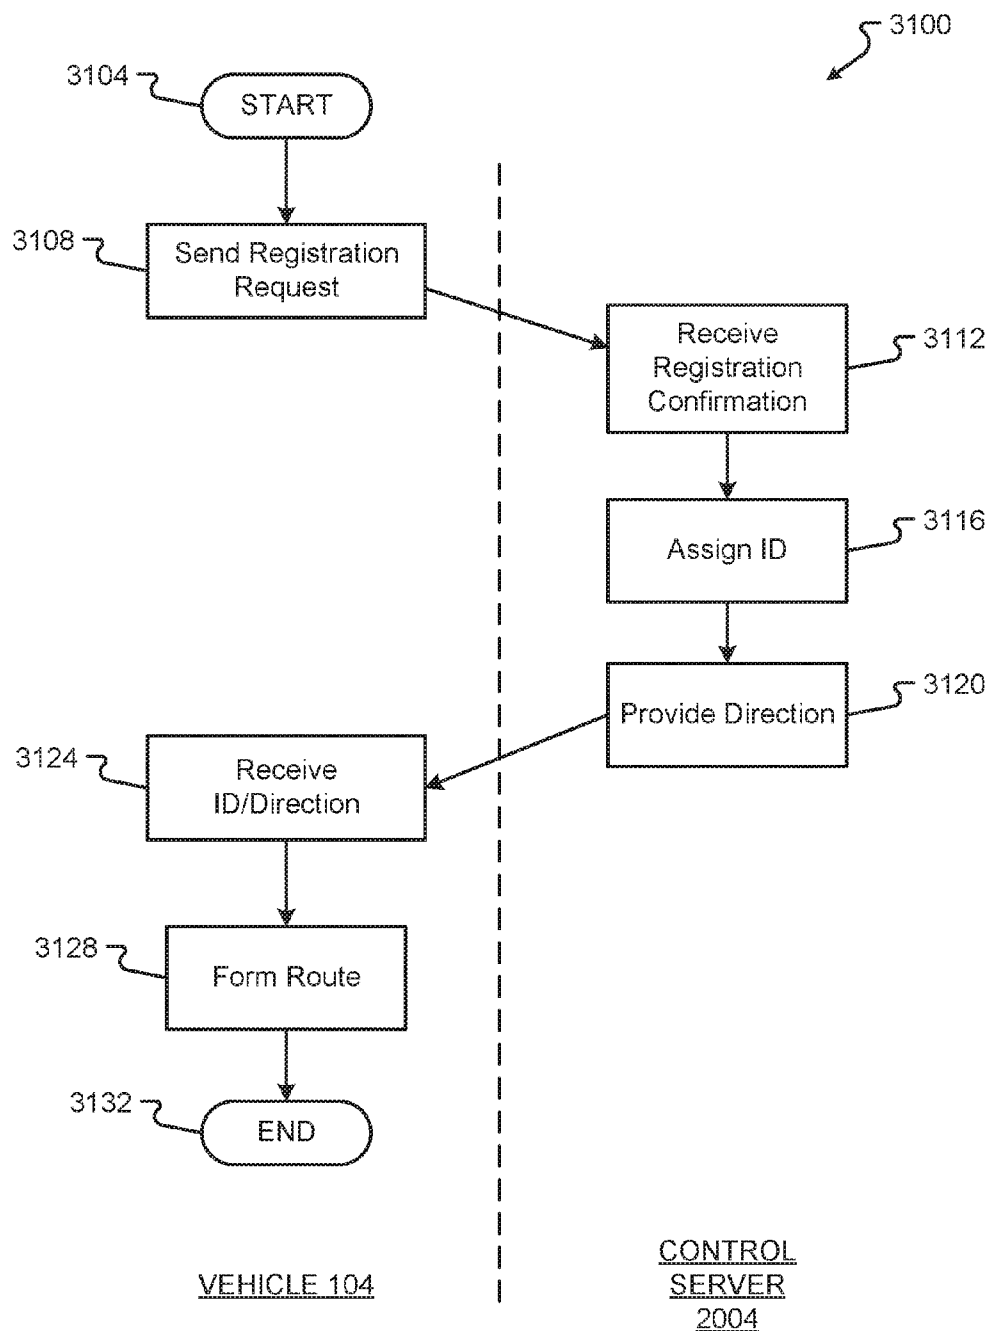 3100
3104
START
3108
Send Registration
Request
Receive
Registration
Confirmation
3112
Assign ID
3116
Provide Direction
3120
3124
Receive
ID/Direction
3128
Form Route
3132
END
VEHICLE 104
CONTROL
SERVER
2004